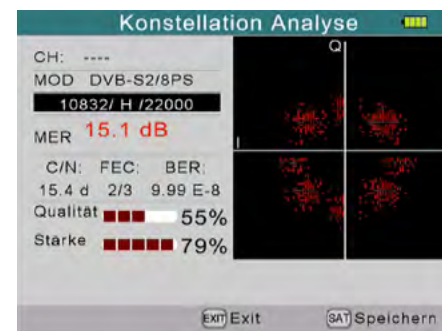 Konstellation Analyse
CH: ----
MOD DVB-S2/8PS
10832/ H /22000
MER 15.1 dB
C/N: FEC: BER:
15.4 d 2/3 9.99 E-8
Qualität 55%
Stärke 79%
Q
I
EXIT Exit SAT Speichern